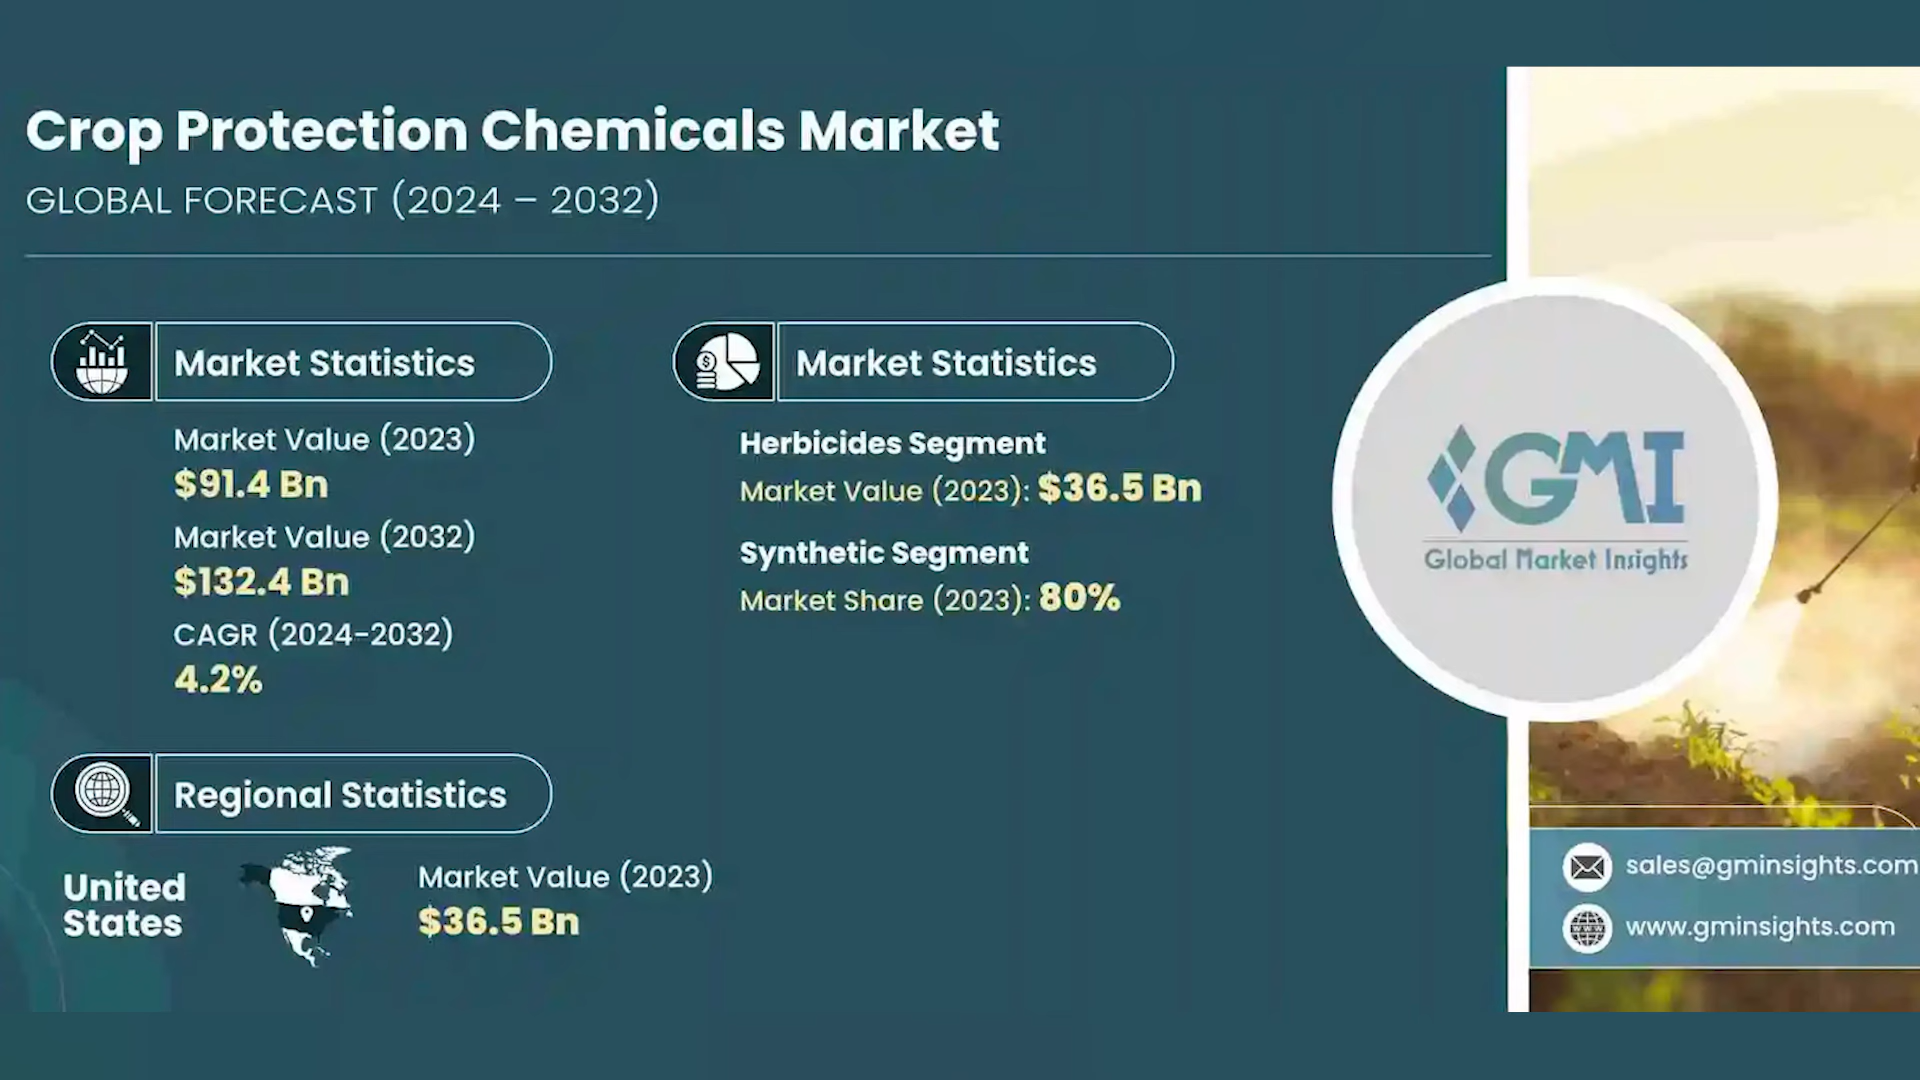 Crop Protection Chemicals Market
GLOBAL FORECAST (2024 – 2032)
Market Statistics
Market Value (2023)
$91.4 Bn
Market Value (2032)
$132.4 Bn
CAGR (2024-2032)
4.2%
Market Statistics
Herbicides Segment
Market Value (2023): $36.5 Bn
Synthetic Segment
Market Share (2023): 80%
Regional Statistics
United
States
Market Value (2023)
$36.5 Bn
GMI
Global Market Insights
sales@gminsights.com
www.gminsights.com